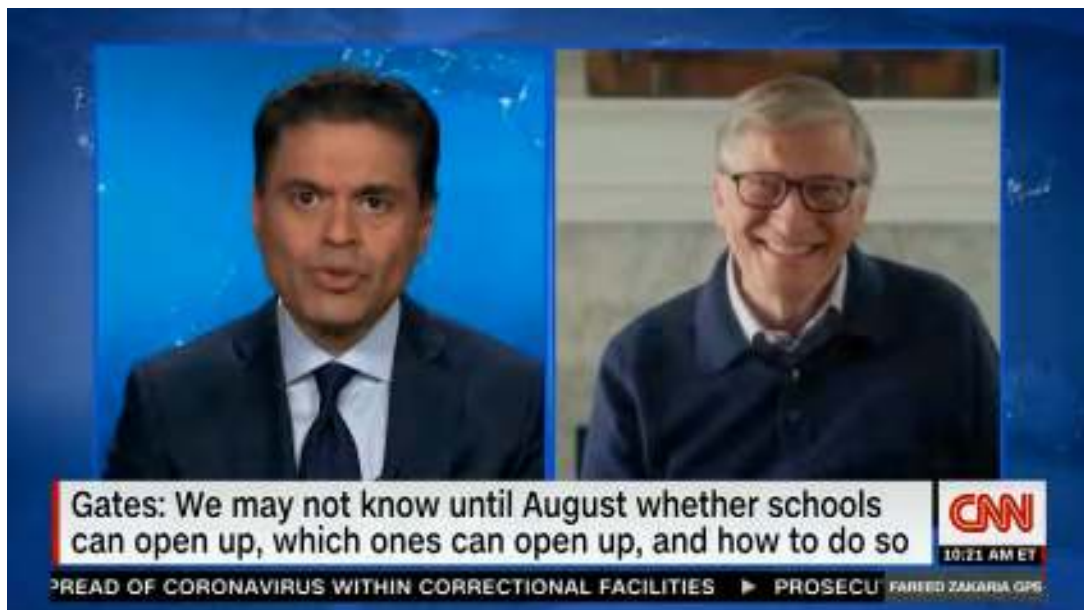 Gates: We may not know until August whether schools
can open up, which ones can open up, and how to do so
CNN
10:21 AM ET
PREAD OF CORONAVIRUS WITHIN CORRECTIONAL FACILITIES ▶ PROSECU
FAREED ZAKARIA GPS